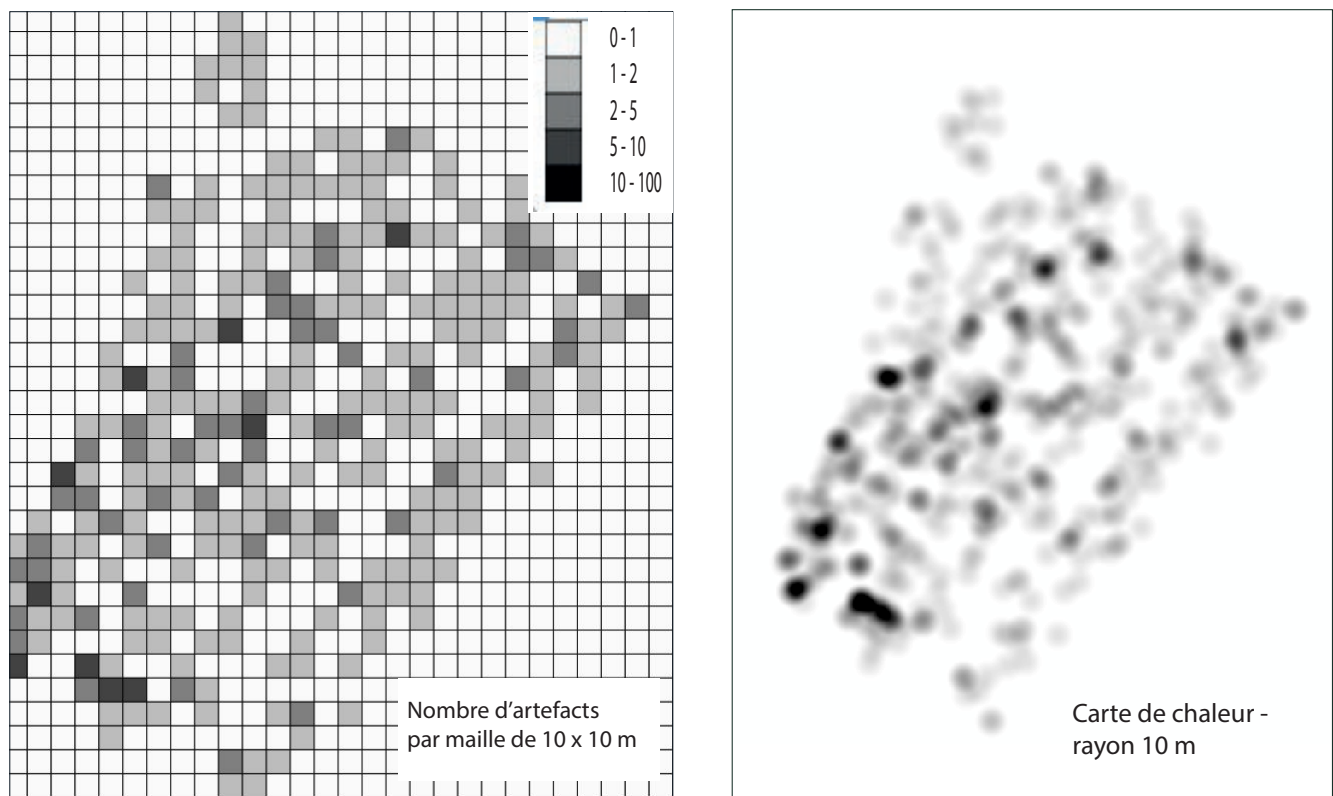 0-1
1-2
2-5
5-10
10-100
Nombre d'artefacts
par maille de 10 x 10 m
Carte de chaleur -
rayon 10 m